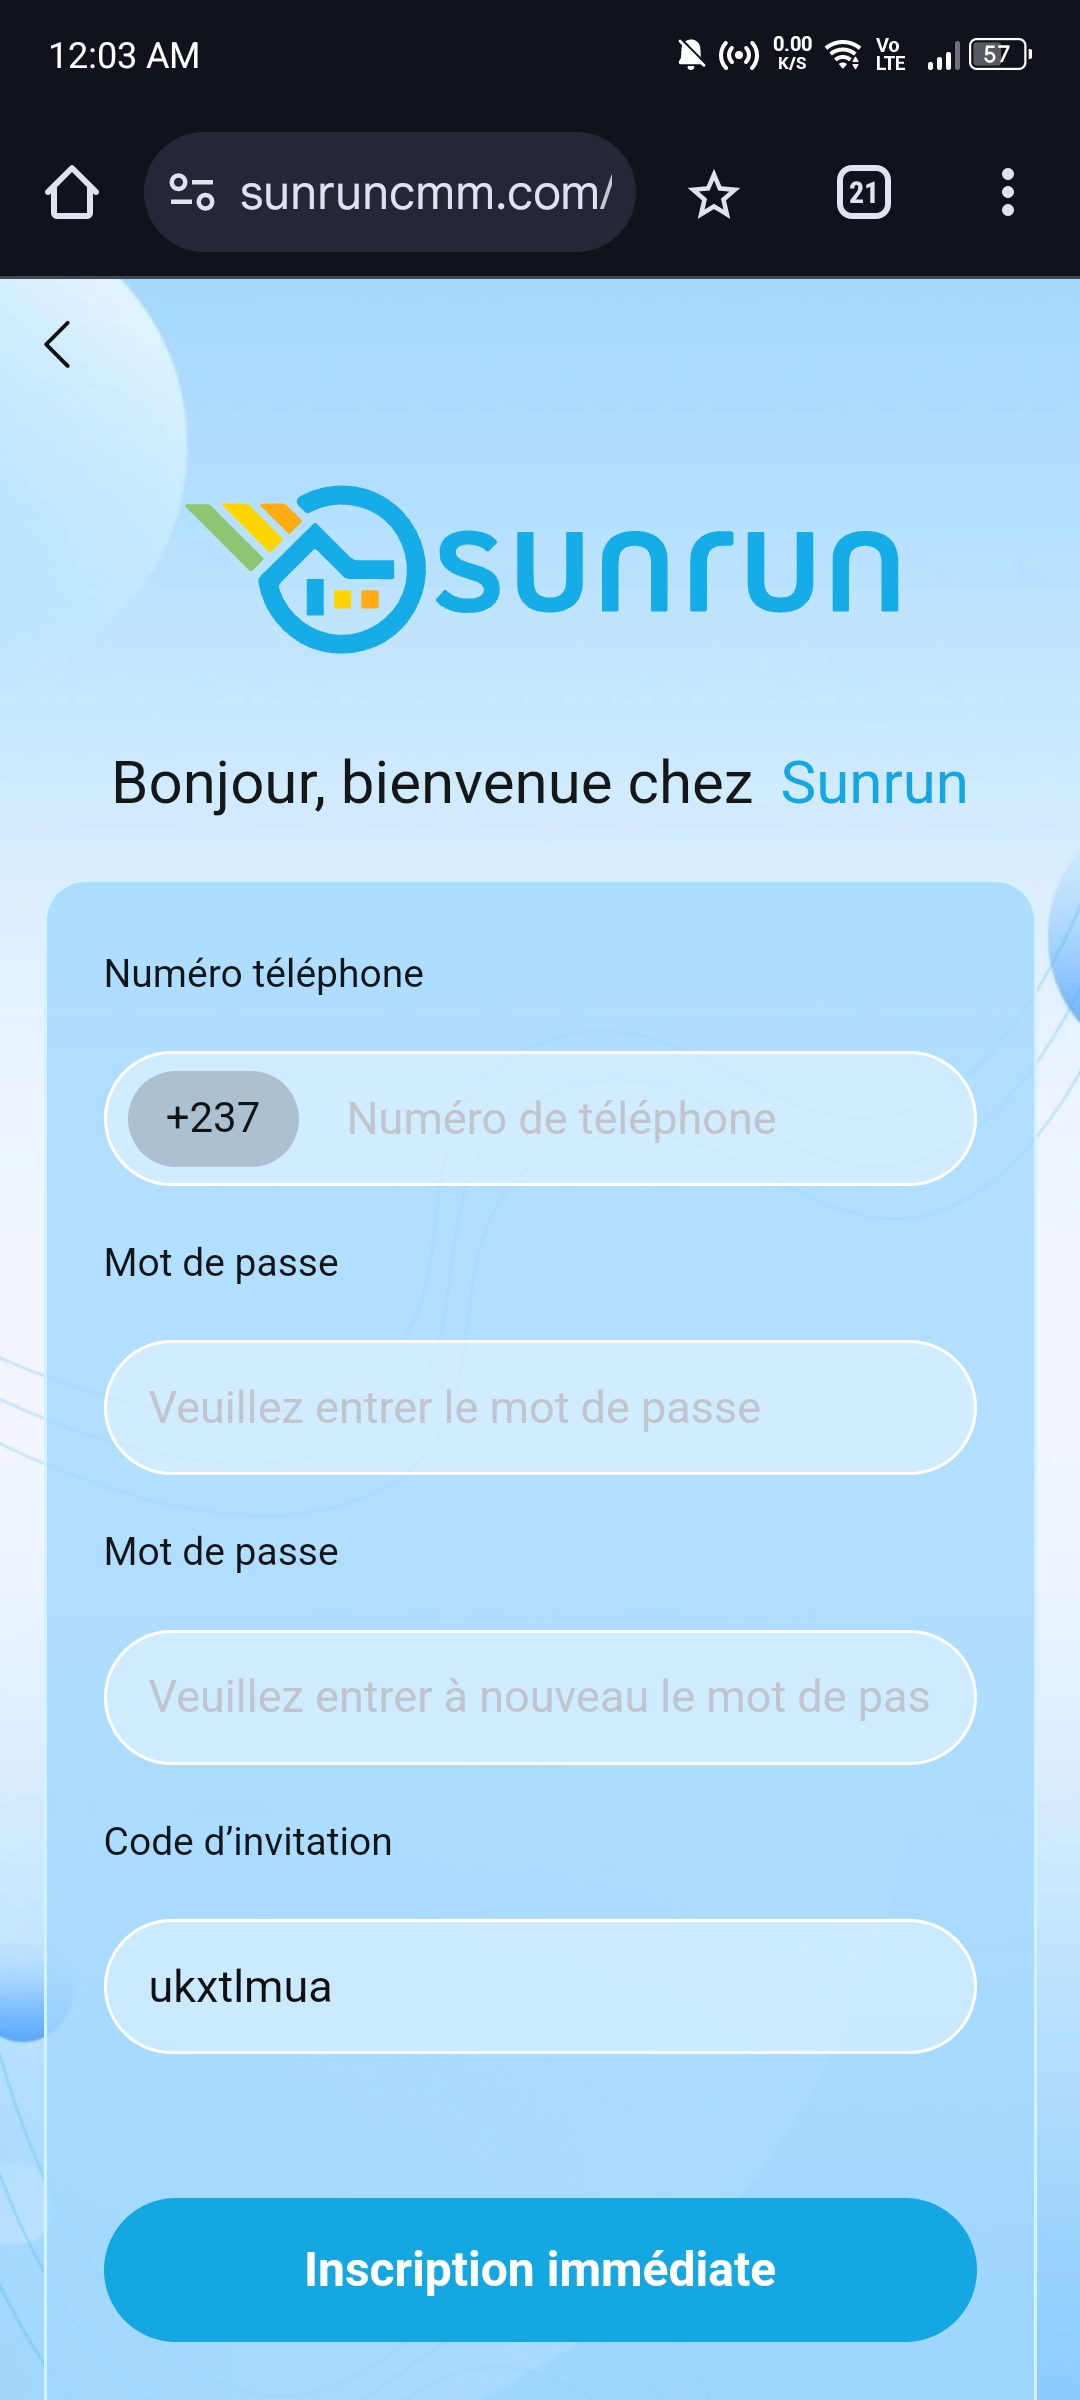 12:03 AM
0.00
K/S
Vo
LTE
57
sunruncmm.com/
21
sunrun
Bonjour, bienvenue chez Sunrun
Numéro téléphone
+237
Numéro de téléphone
Mot de passe
Veuillez entrer le mot de passe
Mot de passe
Veuillez entrer à nouveau le mot de pas
Code d’invitation
ukxtlmua
Inscription immédiate